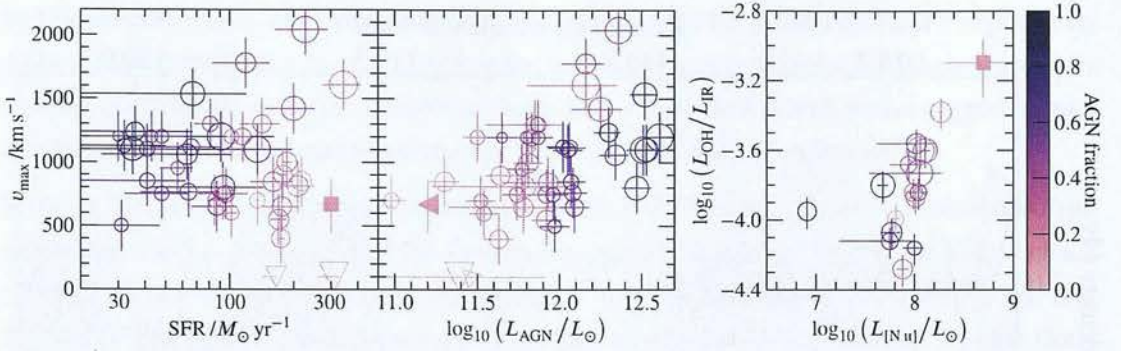 2000
1500
1000
500
0
v_max / km s⁻¹
30 100 300
SFR / M_⊙ yr⁻¹
11.0 11.5 12.0 12.5
log₁₀ (L_AGN / L_⊙)
−2.8
−3.2
−3.6
−4.0
−4.4
log₁₀ (L_OH / L_IR)
7 8 9
log₁₀ (L_[N II] / L_⊙)
1.0
0.8
0.6
0.4
0.2
0.0
AGN fraction